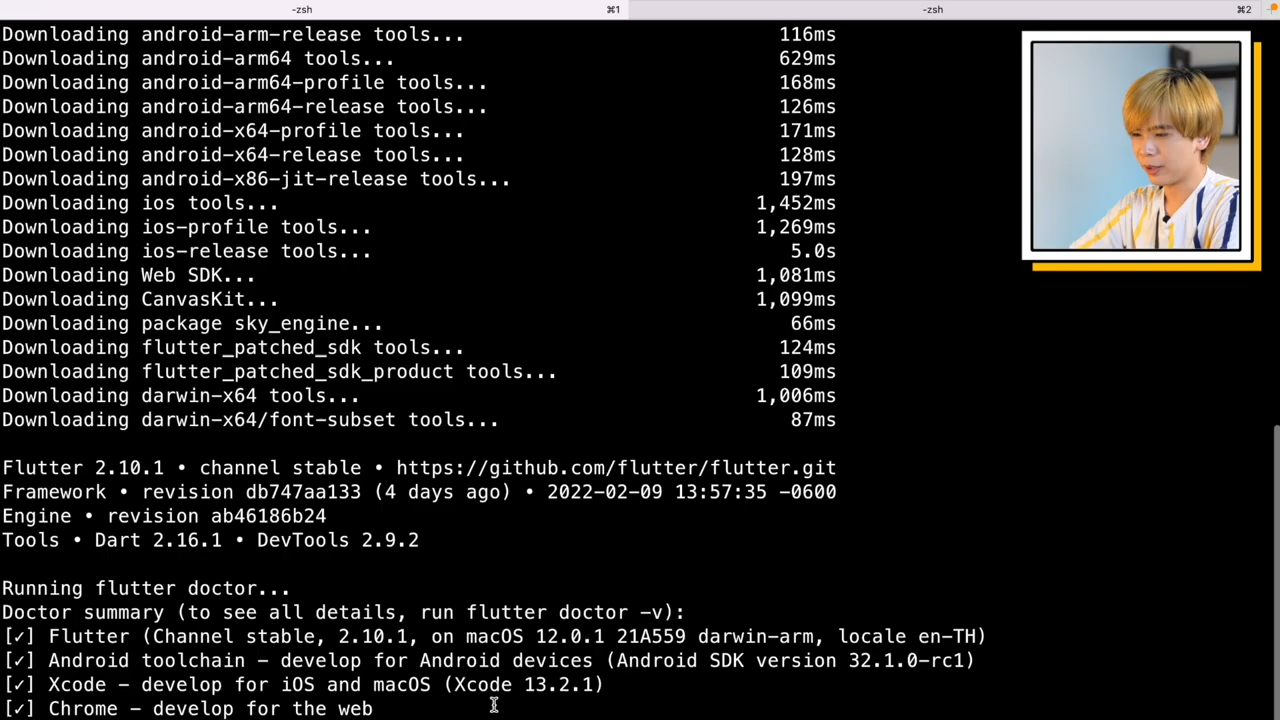 -zsh ⌘1 -zsh ⌘2
Downloading android-arm-release tools... 116ms
Downloading android-arm64 tools... 629ms
Downloading android-arm64-profile tools... 168ms
Downloading android-arm64-release tools... 126ms
Downloading android-x64-profile tools... 171ms
Downloading android-x64-release tools... 128ms
Downloading android-x86-jit-release tools... 197ms
Downloading ios tools... 1,452ms
Downloading ios-profile tools... 1,269ms
Downloading ios-release tools... 5.0s
Downloading Web SDK... 1,081ms
Downloading CanvasKit... 1,099ms
Downloading package sky_engine... 66ms
Downloading flutter_patched_sdk tools... 124ms
Downloading flutter_patched_sdk_product tools... 109ms
Downloading darwin-x64 tools... 1,006ms
Downloading darwin-x64/font-subset tools... 87ms
Flutter 2.10.1 • channel stable • https://github.com/flutter/flutter.git
Framework • revision db747aa133 (4 days ago) • 2022-02-09 13:57:35 -0600
Engine • revision ab46186b24
Tools • Dart 2.16.1 • DevTools 2.9.2
Running flutter doctor...
Doctor summary (to see all details, run flutter doctor -v):
[✓] Flutter (Channel stable, 2.10.1, on macOS 12.0.1 21A559 darwin-arm, locale en-TH)
[✓] Android toolchain - develop for Android devices (Android SDK version 32.1.0-rc1)
[✓] Xcode - develop for iOS and macOS (Xcode 13.2.1)
[✓] Chrome - develop for the web